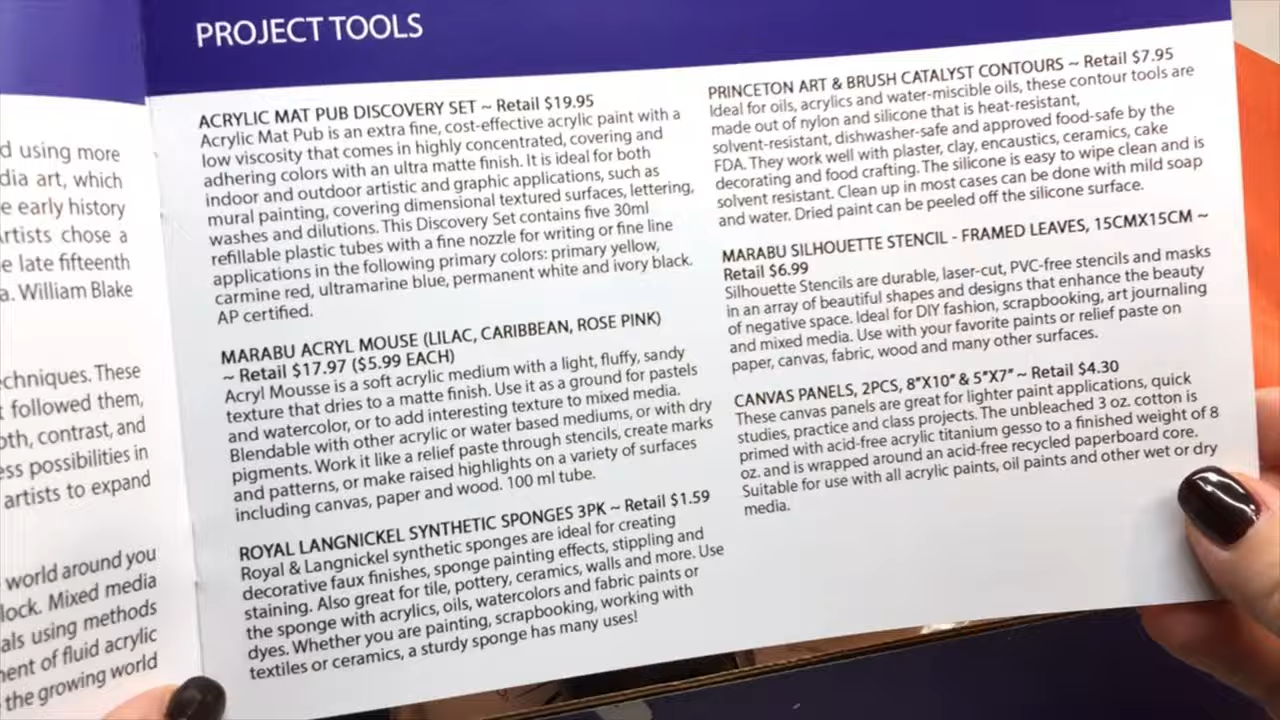 d using more
dia art, which
e early history
Artists chose a
e late fifteenth
a. William Blake
echniques. These
t followed them,
oth, contrast, and
ess possibilities in
artists to expand
world around you
lock. Mixed media
als using methods
ent of fluid acrylic
the growing world
PROJECT TOOLS
ACRYLIC MAT PUB DISCOVERY SET ~ Retail $19.95
Acrylic Mat Pub is an extra fine, cost-effective acrylic paint with a
low viscosity that comes in highly concentrated, covering and
adhering colors with an ultra matte finish. It is ideal for both
indoor and outdoor artistic and graphic applications, such as
mural painting, covering dimensional textured surfaces, lettering,
washes and dilutions. This Discovery Set contains five 30ml
refillable plastic tubes with a fine nozzle for writing or fine line
applications in the following primary colors: primary yellow,
carmine red, ultramarine blue, permanent white and ivory black.
AP certified.
MARABU ACRYL MOUSE (LILAC, CARIBBEAN, ROSE PINK)
~ Retail $17.97 ($5.99 EACH)
Acryl Mousse is a soft acrylic medium with a light, fluffy, sandy
texture that dries to a matte finish. Use it as a ground for pastels
and watercolor, or to add interesting texture to mixed media.
Blendable with other acrylic or water based mediums, or with dry
pigments. Work it like a relief paste through stencils, create marks
and patterns, or make raised highlights on a variety of surfaces
including canvas, paper and wood. 100 ml tube.
ROYAL LANGNICKEL SYNTHETIC SPONGES 3PK ~ Retail $1.59
Royal & Langnickel synthetic sponges are ideal for creating
decorative faux finishes, sponge painting effects, stippling and
staining. Also great for tile, pottery, ceramics, walls and more. Use
the sponge with acrylics, oils, watercolors and fabric paints or
dyes. Whether you are painting, scrapbooking, working with
textiles or ceramics, a sturdy sponge has many uses!
PRINCETON ART & BRUSH CATALYST CONTOURS ~ Retail $7.95
Ideal for oils, acrylics and water-miscible oils, these contour tools are
made out of nylon and silicone that is heat-resistant,
solvent-resistant, dishwasher-safe and approved food-safe by the
FDA. They work well with plaster, clay, encaustics, ceramics, cake
decorating and food crafting. The silicone is easy to wipe clean and is
solvent resistant. Clean up in most cases can be done with mild soap
and water. Dried paint can be peeled off the silicone surface.
MARABU SILHOUETTE STENCIL - FRAMED LEAVES, 15CMX15CM ~
Retail $6.99
Silhouette Stencils are durable, laser-cut, PVC-free stencils and masks
in an array of beautiful shapes and designs that enhance the beauty
of negative space. Ideal for DIY fashion, scrapbooking, art journaling
and mixed media. Use with your favorite paints or relief paste on
paper, canvas, fabric, wood and many other surfaces.
CANVAS PANELS, 2PCS, 8”X10” & 5”X7” ~ Retail $4.30
These canvas panels are great for lighter paint applications, quick
studies, practice and class projects. The unbleached 3 oz. cotton is
primed with acid-free acrylic titanium gesso to a finished weight of 8
oz. and is wrapped around an acid-free recycled paperboard core.
Suitable for use with all acrylic paints, oil paints and other wet or dry
media.